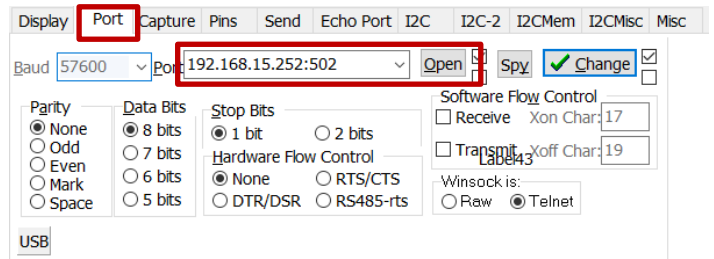 Display Port Capture Pins Send Echo Port I2C I2C-2 I2CMem I2CMisc Misc
Baud 57600 Port 192.168.15.252:502 Open Spy Change
Parity Data Bits Stop Bits Software Flow Control
None 8 bits 1 bit 2 bits Receive Xon Char: 17
Odd 7 bits Hardware Flow Control Transmit Label43 Xoff Char: 19
Even 6 bits None RTS/CTS Winsock is:
Mark 5 bits DTR/DSR RS485-rts Raw Telnet
Space
USB